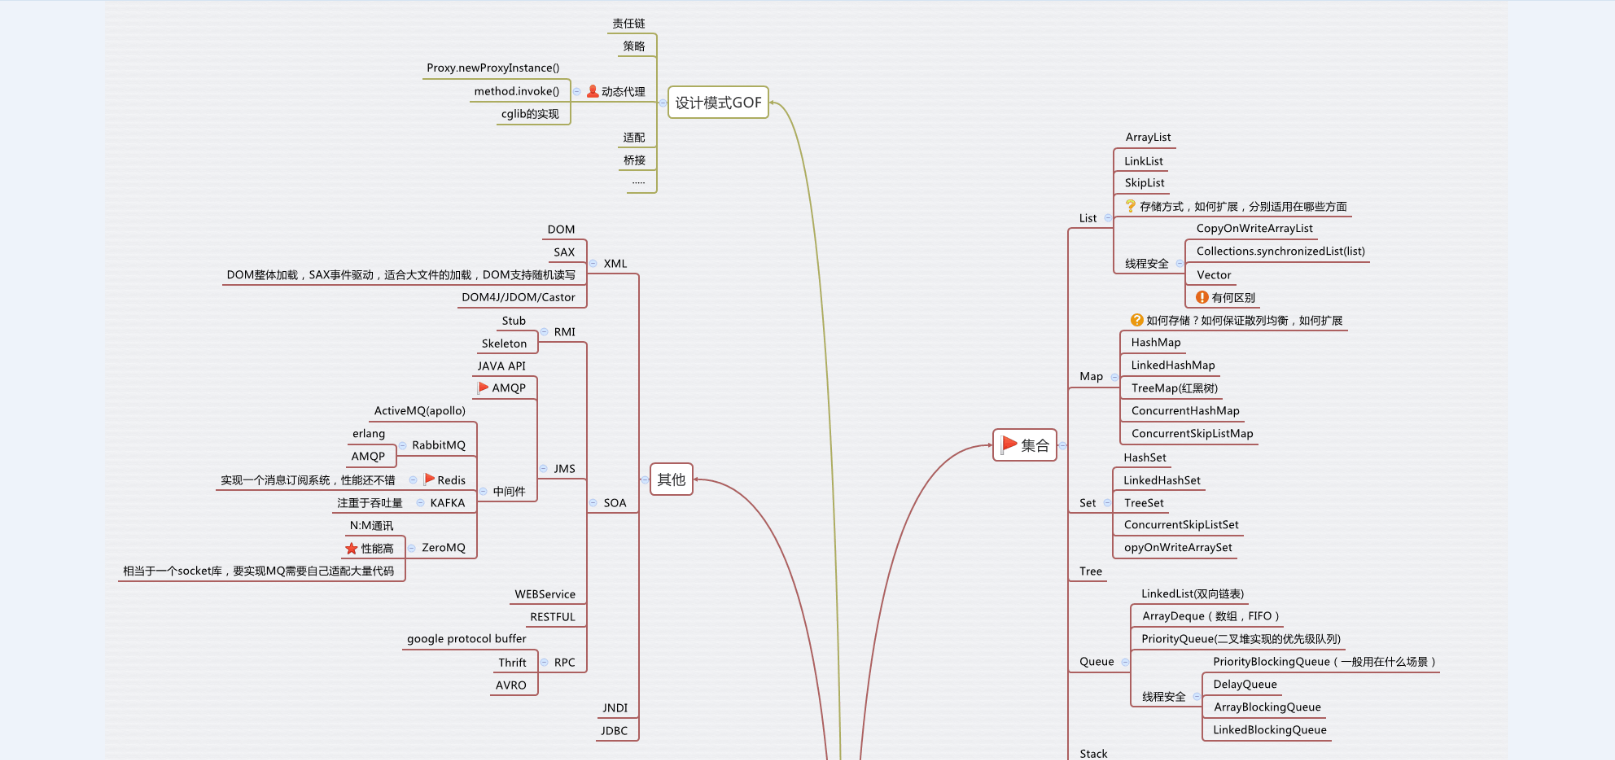 责任链
策略
Proxy.newProxyInstance()
method.invoke()
cglib的实现
动态代理
适配
桥接
.....
设计模式GOF
DOM
SAX
DOM整体加载，SAX事件驱动，适合大文件的加载，DOM支持随机读写
DOM4J/JDOM/Castor
XML
Stub
Skeleton
RMI
JAVA API
AMQP
ActiveMQ(apollo)
erlang
AMQP
RabbitMQ
实现一个消息订阅系统，性能还不错
Redis
注重于吞吐量
KAFKA
N:M通讯
性能高
相当于一个socket库，要实现MQ需要自己适配大量代码
ZeroMQ
中间件
JMS
SOA
WEBService
RESTFUL
google protocol buffer
Thrift
AVRO
RPC
JNDI
JDBC
其他
集合
List
ArrayList
LinkList
SkipList
存储方式，如何扩展，分别适用在哪些方面
线程安全
CopyOnWriteArrayList
Collections.synchronizedList(list)
Vector
有何区别
Map
如何存储？如何保证散列均衡，如何扩展
HashMap
LinkedHashMap
TreeMap(红黑树)
ConcurrentHashMap
ConcurrentSkipListMap
Set
HashSet
LinkedHashSet
TreeSet
ConcurrentSkipListSet
opyOnWriteArraySet
Tree
Queue
LinkedList(双向链表)
ArrayDeque（数组，FIFO）
PriorityQueue(二叉堆实现的优先级队列)
线程安全
PriorityBlockingQueue（一般用在什么场景）
DelayQueue
ArrayBlockingQueue
LinkedBlockingQueue
Stack